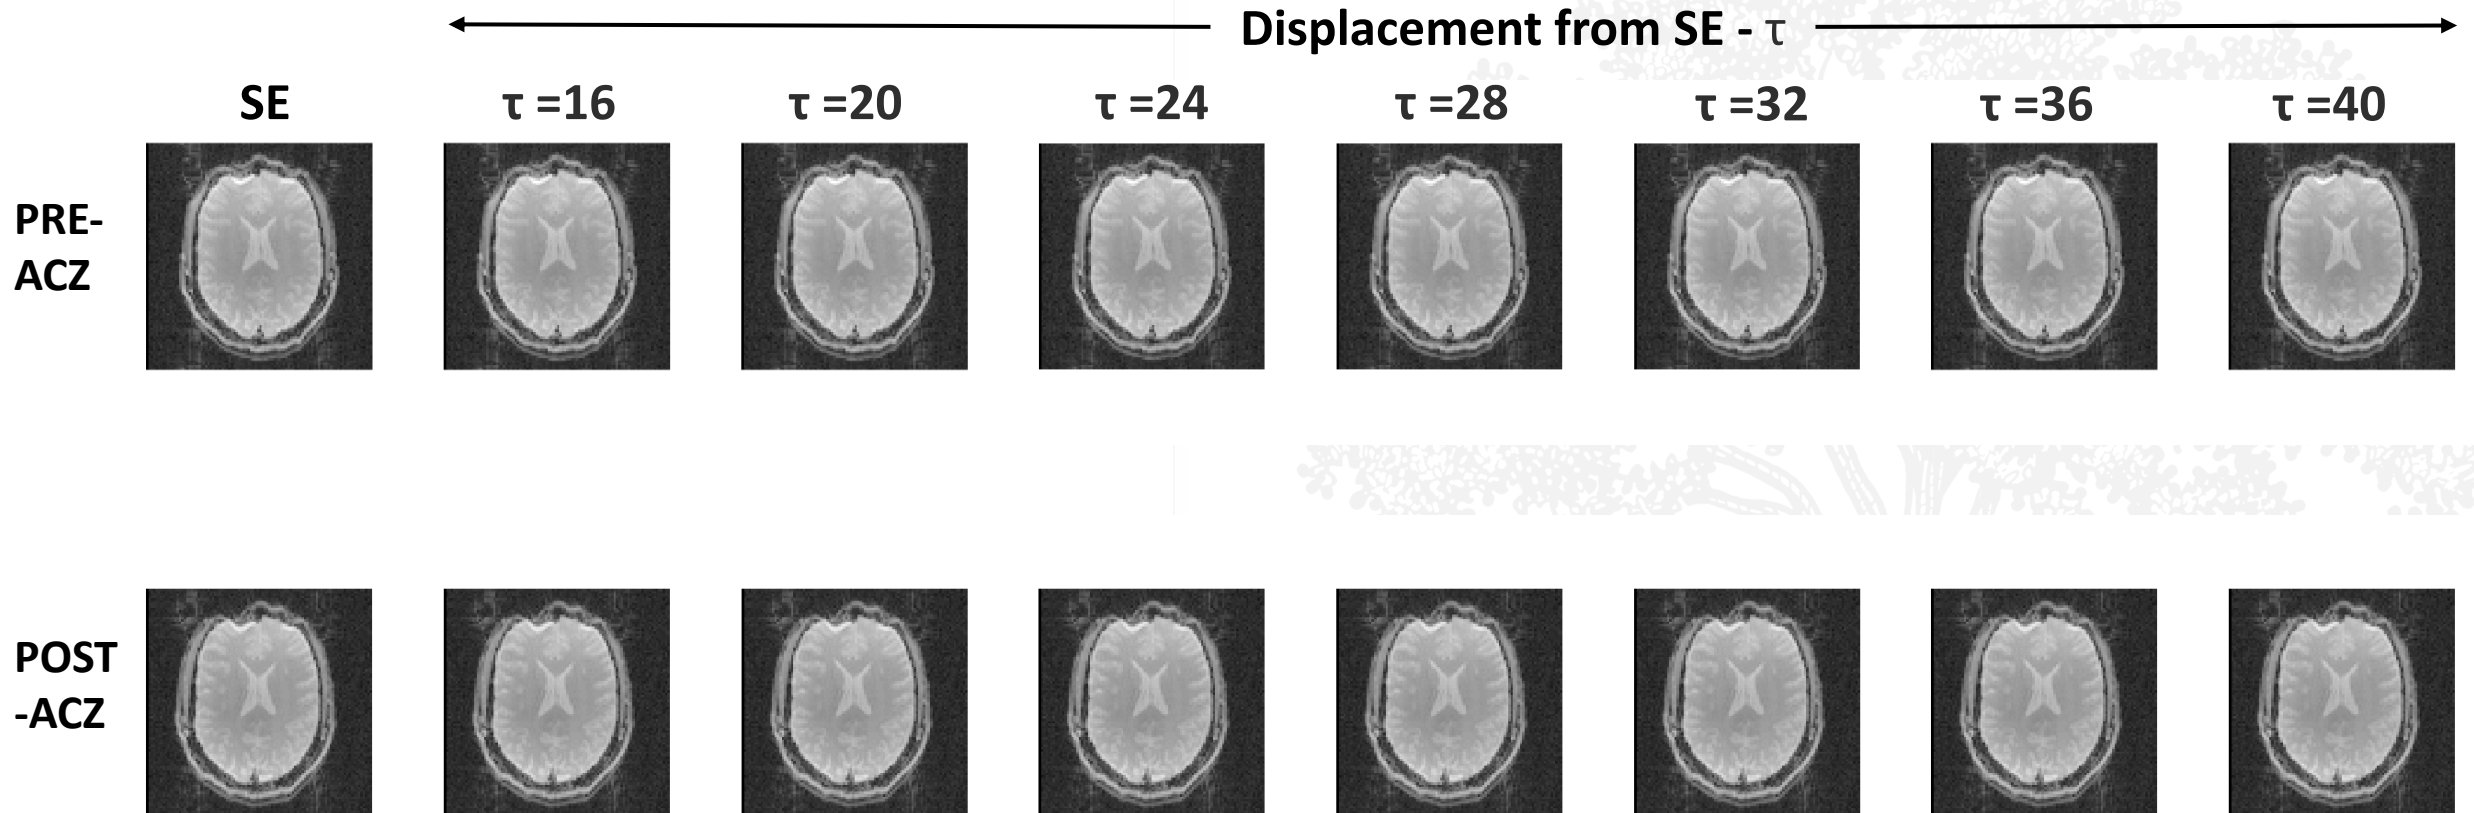 Displacement from SE - τ
SE τ =16 τ =20 τ =24 τ =28 τ =32 τ =36 τ =40
PRE-
ACZ
POST
-ACZ